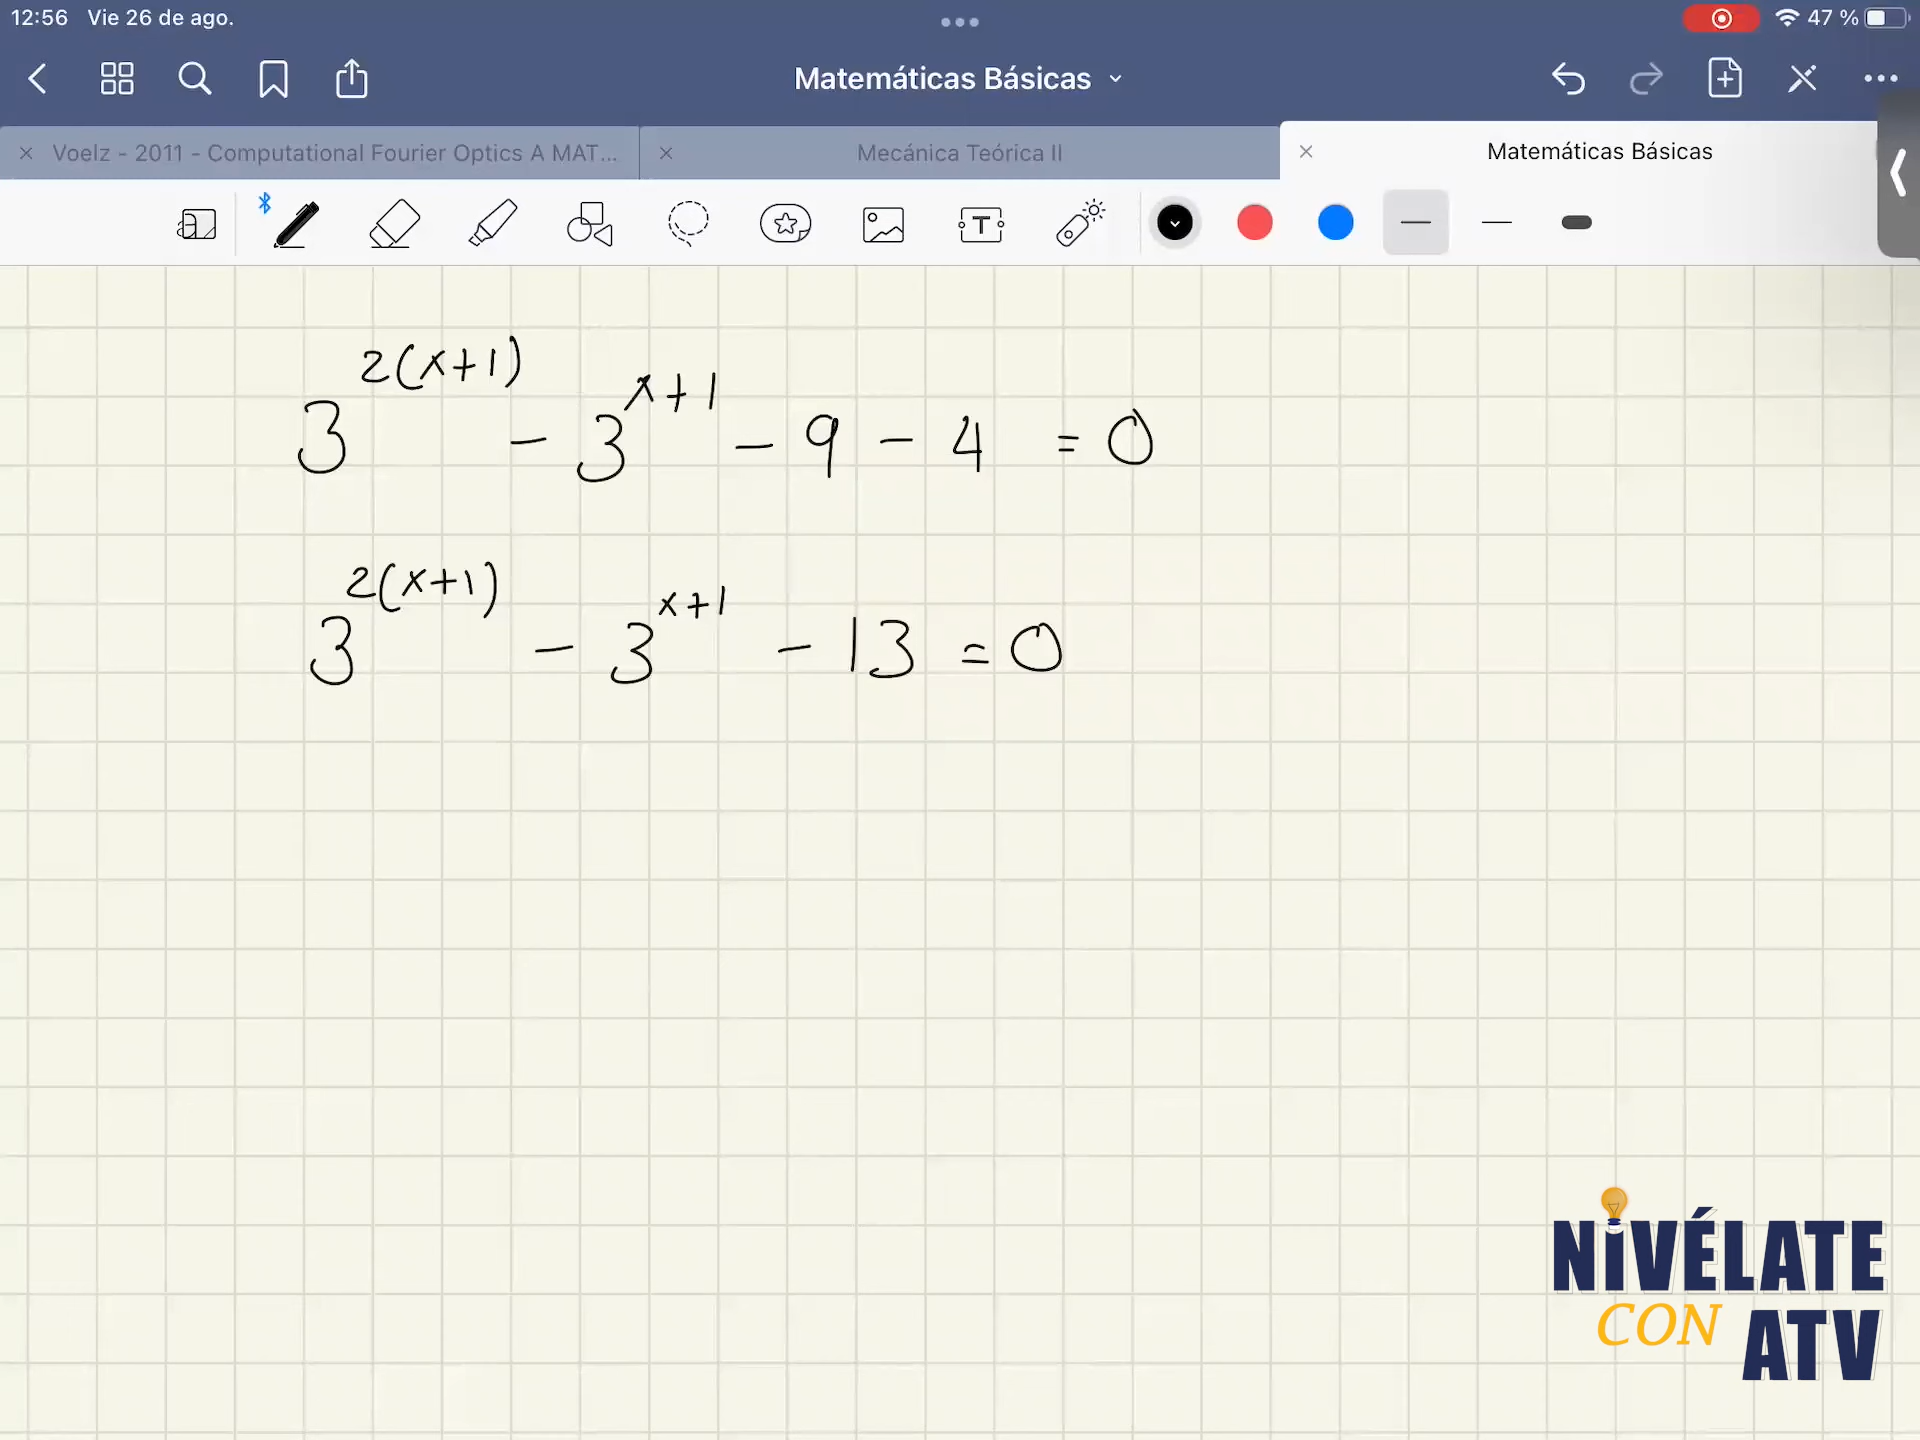 12:56 Vie 26 de ago. 47 %
Matemáticas Básicas
Voelz - 2011 - Computational Fourier Optics A MAT... Mecánica Teórica II Matemáticas Básicas
3^{2(x+1)} - 3^{x+1} - 9 - 4 = 0
3^{2(x+1)} - 3^{x+1} - 13 = 0
NIVÉLATE
CON
ATV